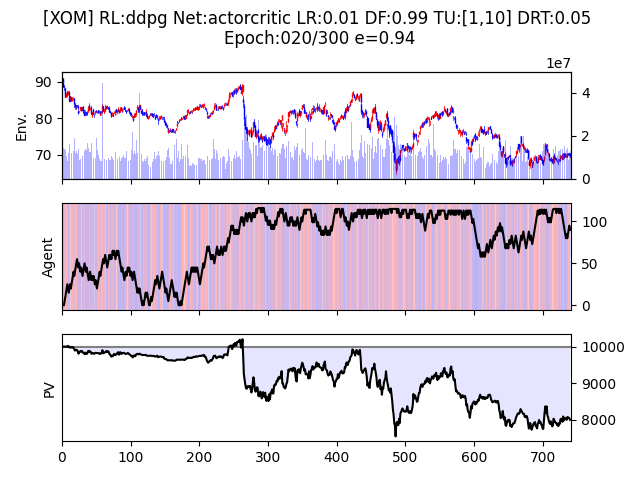 [XOM] RL:ddpg Net:actorcritic LR:0.01 DF:0.99 TU:[1,10] DRT:0.05
Epoch:020/300 e=0.94
1e7
90
80
70
Env.
4
2
0
Agent
100
50
0
PV
10000
9000
8000
0 100 200 300 400 500 600 700